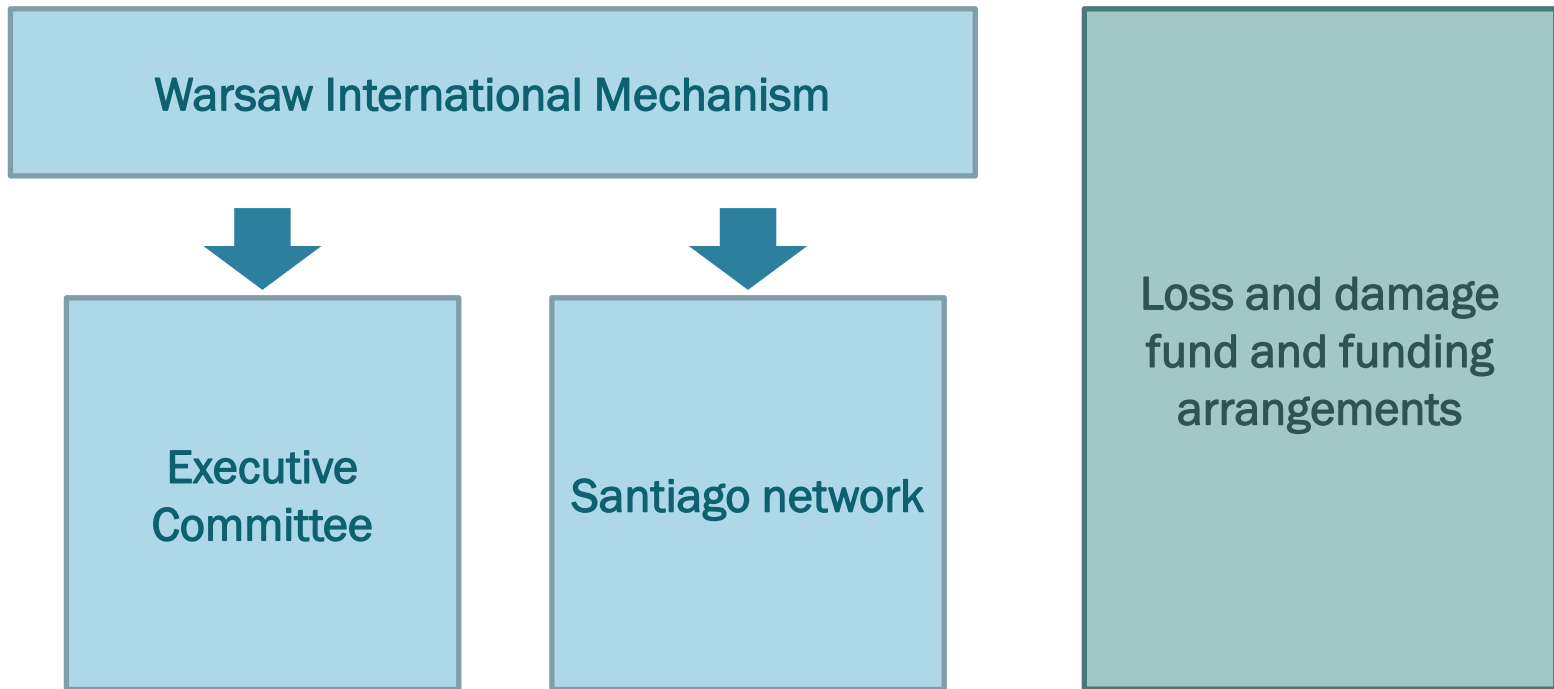 Warsaw International Mechanism
Executive
Committee
Santiago network
Loss and damage
fund and funding
arrangements